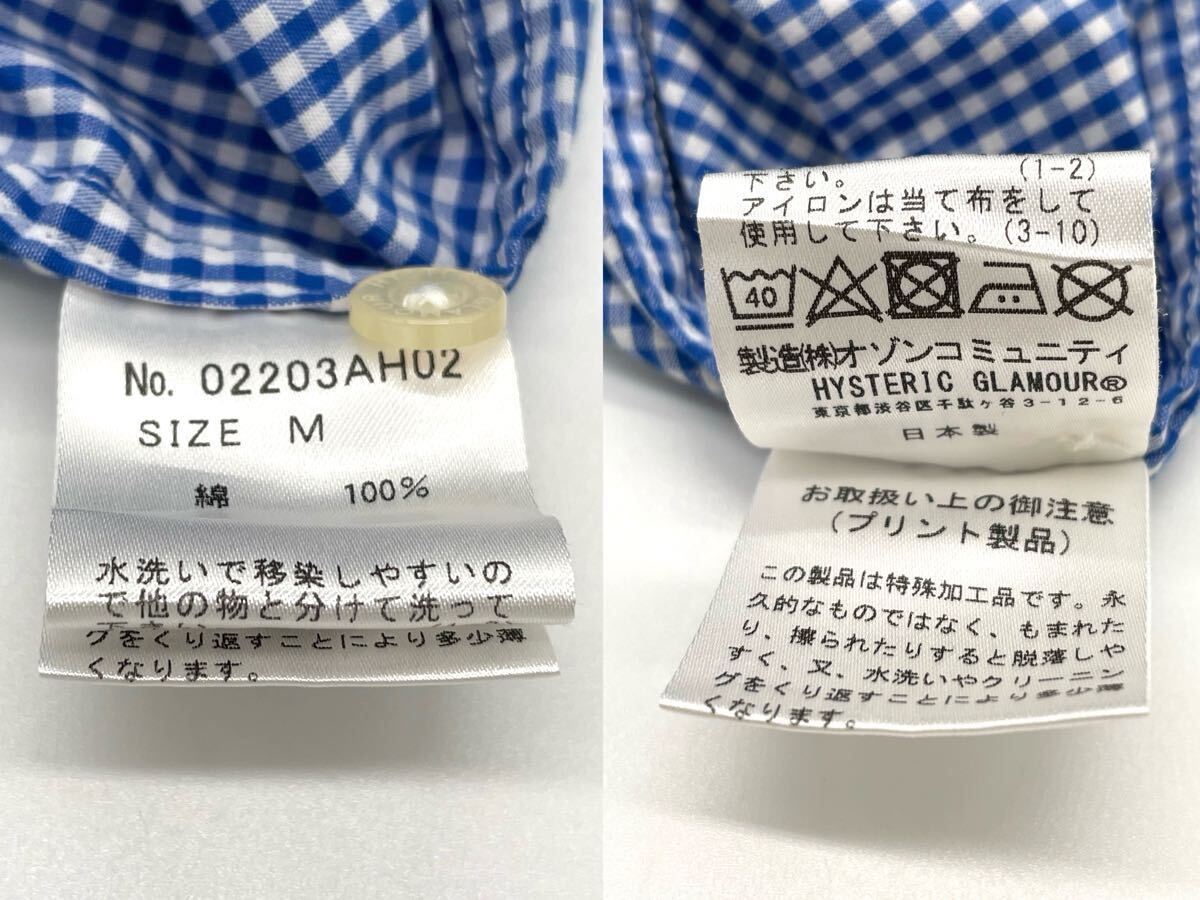 No. 02203AH02
SIZE M
綿 100%
水洗いで移染しやすいの
で他の物と分けて洗って
グをくり返すことにより多少薄
くなります。
下さい。 (1-2)
アイロンは当て布をして
使用して下さい。(3-10)
40
製造(株)オゾンコミュニティ
HYSTERIC GLAMOUR®
東京都渋谷区千駄ヶ谷3-12-6
日本製
お取扱い上の御注意
(プリント製品)
この製品は特殊加工品です。永
久的なものではなく、もまれた
り、擦られたりすると脱落しや
すく、又、水洗いやクリーニン
グをくり返すことにより多少薄
くなります。